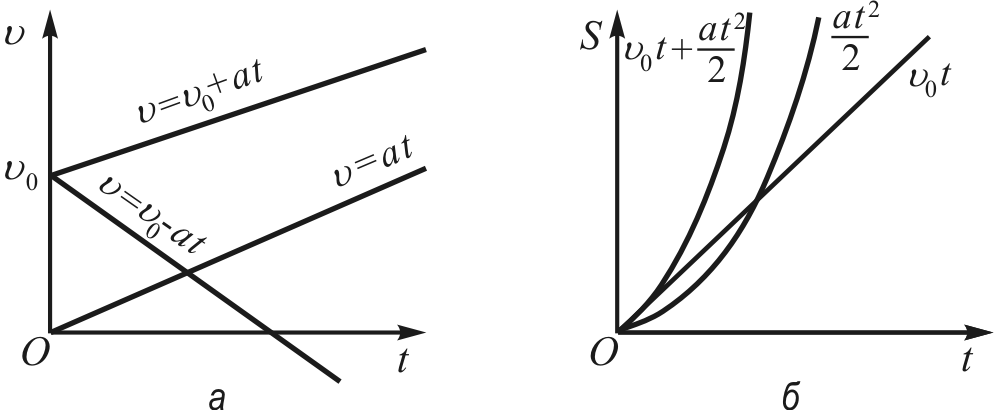 υ
υ₀
υ=υ₀+at
υ=at
υ=υ₀-at
O
t
а
S
υ₀t+at²/2
at²/2
υ₀t
O
t
б